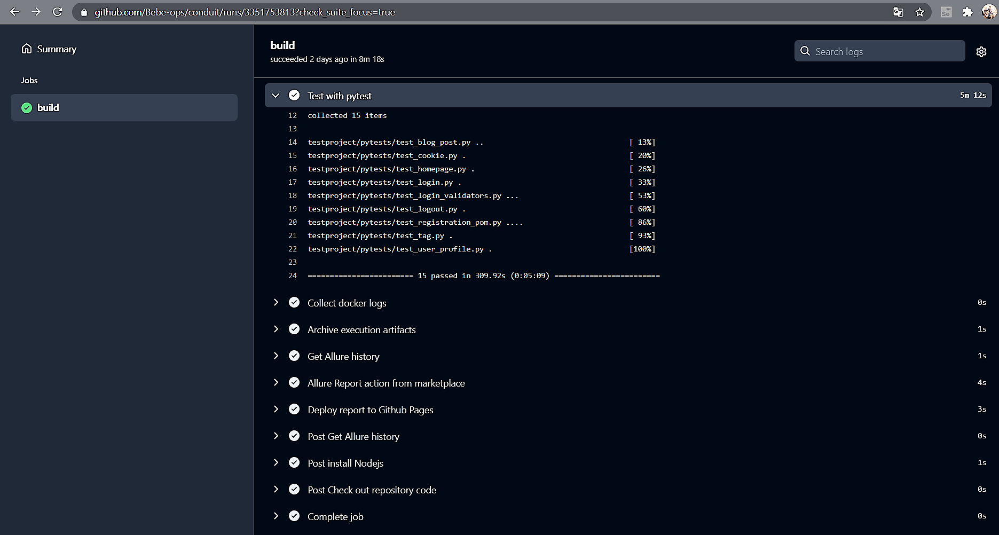 github.com/Bebe-ops/conduit/runs/3351753813?check_suite_focus=true
Se
Summary
Jobs
build
build
succeeded 2 days ago in 8m 18s
Search logs
Test with pytest 5m 12s
12 collected 15 items
13
14 testproject/pytests/test_blog_post.py .. [ 13%]
15 testproject/pytests/test_cookie.py . [ 20%]
16 testproject/pytests/test_homepage.py . [ 26%]
17 testproject/pytests/test_login.py . [ 33%]
18 testproject/pytests/test_login_validators.py ... [ 53%]
19 testproject/pytests/test_logout.py . [ 60%]
20 testproject/pytests/test_registration_pom.py .... [ 86%]
21 testproject/pytests/test_tag.py . [ 93%]
22 testproject/pytests/test_user_profile.py . [100%]
23
24 ======================== 15 passed in 309.92s (0:05:09) ========================
Collect docker logs 0s
Archive execution artifacts 1s
Get Allure history 1s
Allure Report action from marketplace 4s
Deploy report to Github Pages 3s
Post Get Allure history 0s
Post install Nodejs 1s
Post Check out repository code 0s
Complete job 0s